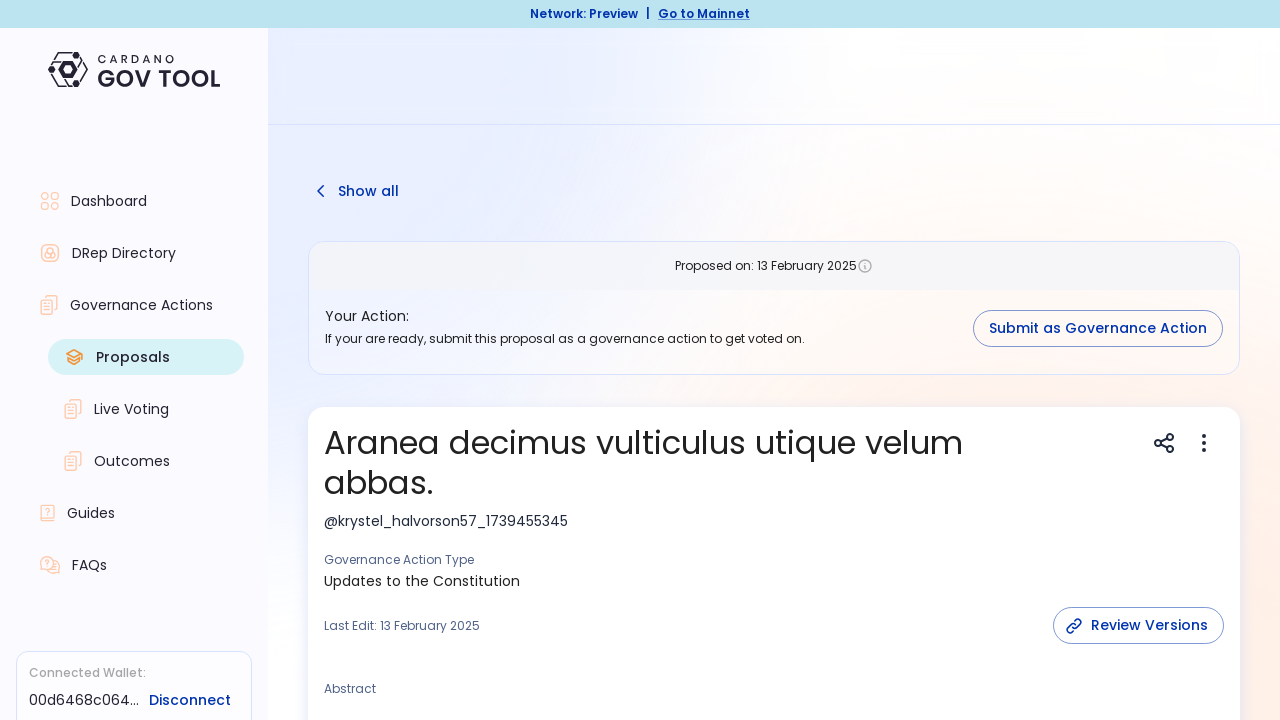 Network: Preview | Go to Mainnet
CARDANO
GOV TOOL
Dashboard
DRep Directory
Governance Actions
Proposals
Live Voting
Outcomes
Guides
FAQs
Connected Wallet:
00d6468c064... Disconnect
Show all
Proposed on: 13 February 2025
Your Action:
If your are ready, submit this proposal as a governance action to get voted on.
Submit as Governance Action
Aranea decimus vulticulus utique velum
abbas.
@krystel_halvorson57_1739455345
Governance Action Type
Updates to the Constitution
Last Edit: 13 February 2025
Review Versions
Abstract